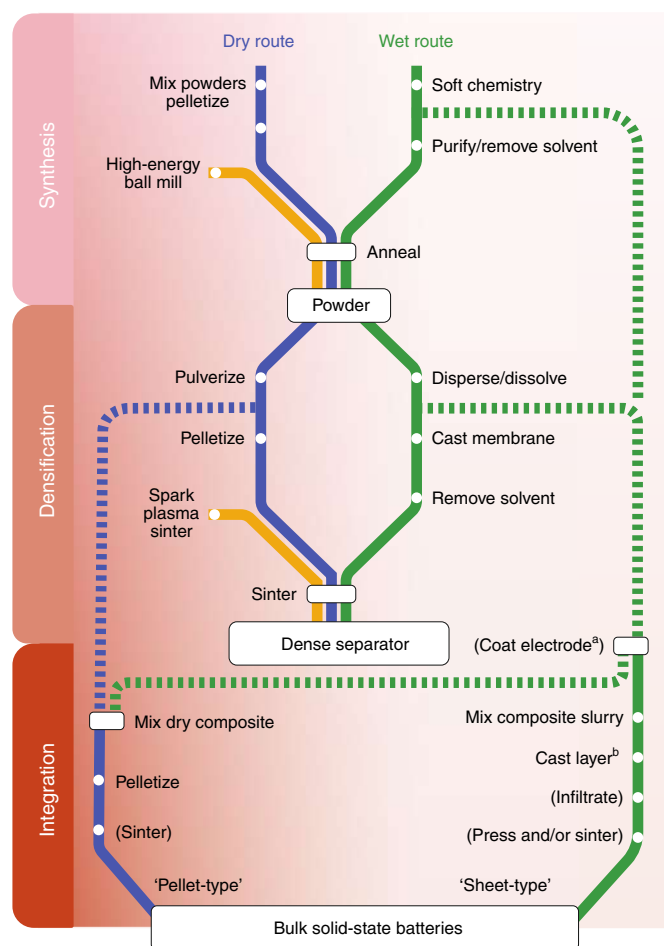 Dry route
Wet route
Synthesis
Mix powders
pelletize
Soft chemistry
Purify/remove solvent
High-energy
ball mill
Anneal
Powder
Densification
Pulverize
Disperse/dissolve
Pelletize
Cast membrane
Spark
plasma
sinter
Remove solvent
Sinter
Dense separator
Integration
(Coat electrodeᵃ)
Mix dry composite
Mix composite slurry
Pelletize
Cast layerᵇ
(Infiltrate)
(Sinter)
(Press and/or sinter)
‘Pellet-type’
‘Sheet-type’
Bulk solid-state batteries